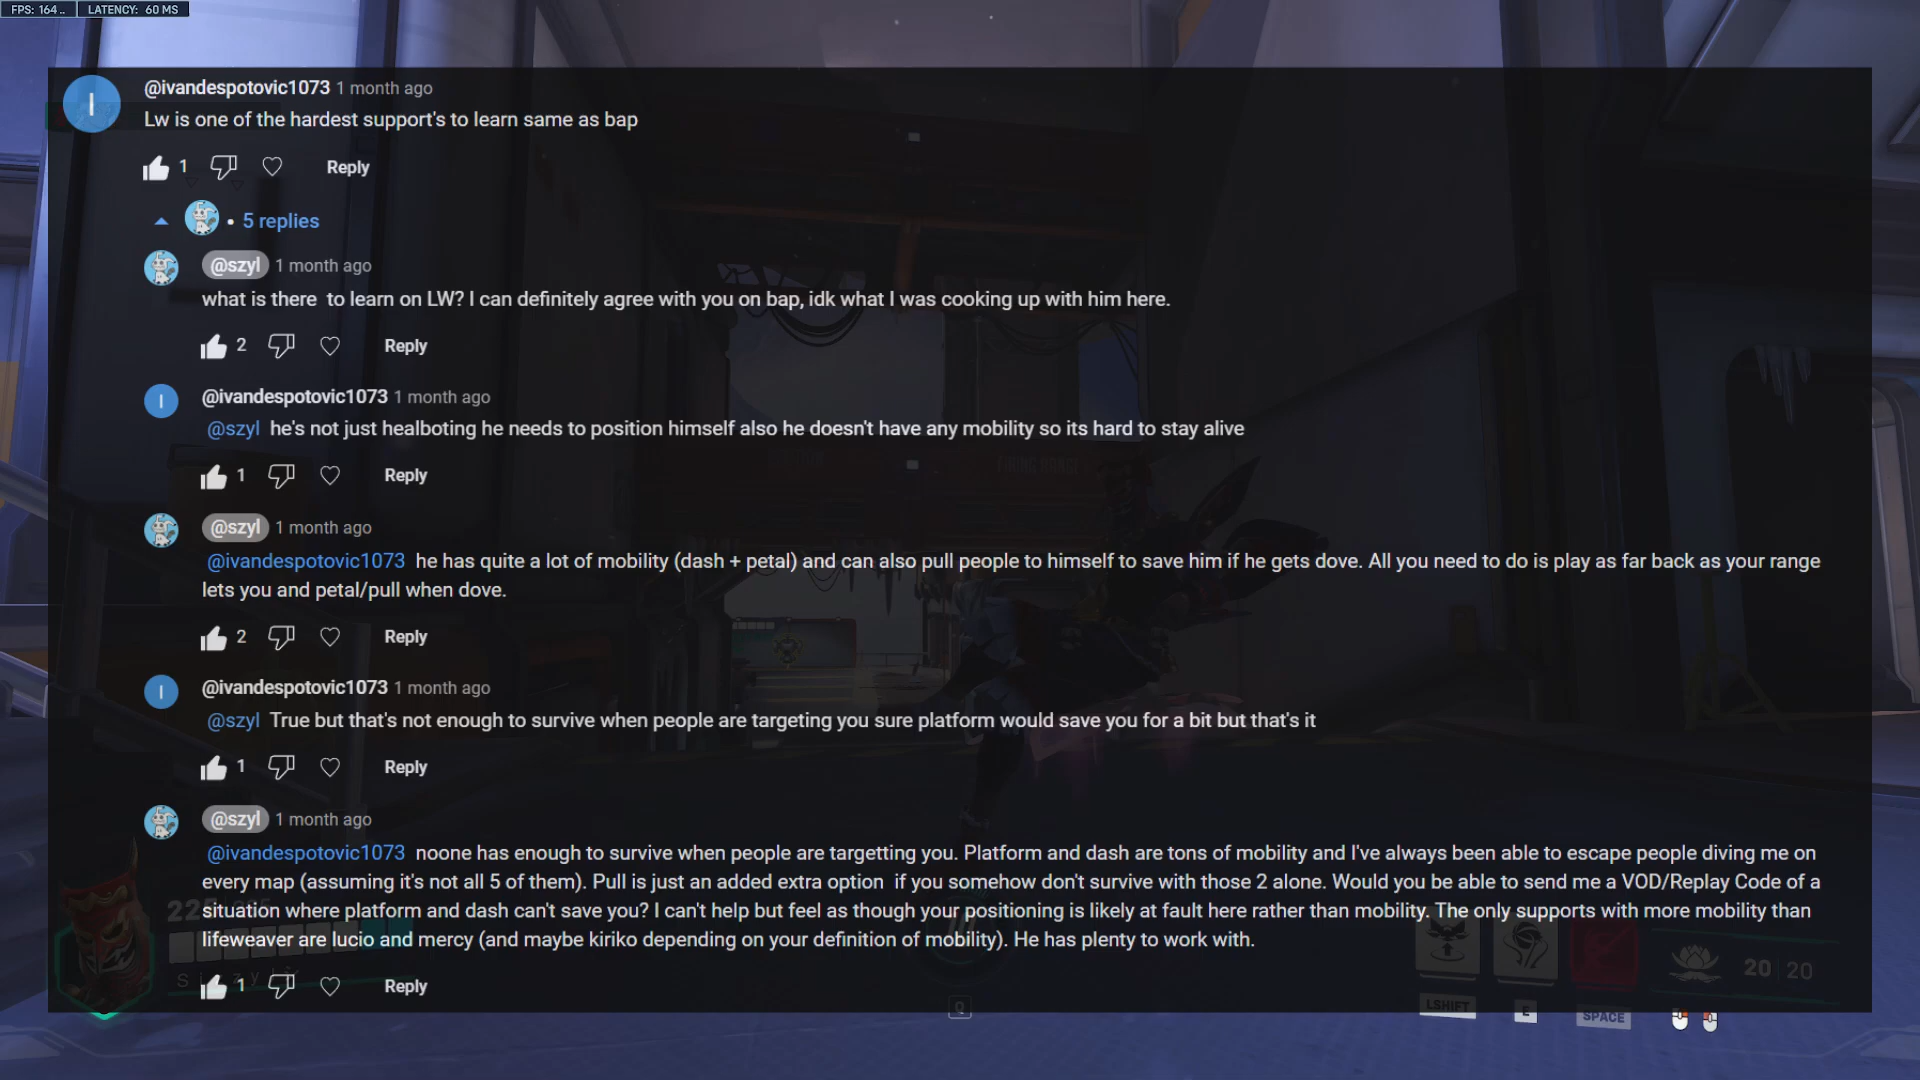 FPS: 164 .. LATENCY: 60 MS
@ivandespotovic1073 1 month ago
Lw is one of the hardest support's to learn same as bap
1 Reply
• 5 replies
@szyl 1 month ago
what is there to learn on LW? I can definitely agree with you on bap, idk what I was cooking up with him here.
2 Reply
@ivandespotovic1073 1 month ago
@szyl he's not just healboting he needs to position himself also he doesn't have any mobility so its hard to stay alive
1 Reply
@szyl 1 month ago
@ivandespotovic1073 he has quite a lot of mobility (dash + petal) and can also pull people to himself to save him if he gets dove. All you need to do is play as far back as your range
lets you and petal/pull when dove.
2 Reply
@ivandespotovic1073 1 month ago
@szyl True but that's not enough to survive when people are targeting you sure platform would save you for a bit but that's it
1 Reply
@szyl 1 month ago
@ivandespotovic1073 noone has enough to survive when people are targetting you. Platform and dash are tons of mobility and I've always been able to escape people diving me on
every map (assuming it's not all 5 of them). Pull is just an added extra option if you somehow don't survive with those 2 alone. Would you be able to send me a VOD/Replay Code of a
situation where platform and dash can't save you? I can't help but feel as though your positioning is likely at fault here rather than mobility. The only supports with more mobility than
lifeweaver are lucio and mercy (and maybe kiriko depending on your definition of mobility). He has plenty to work with.
1 Reply
20 | 20
LSHIFT E SPACE
Q